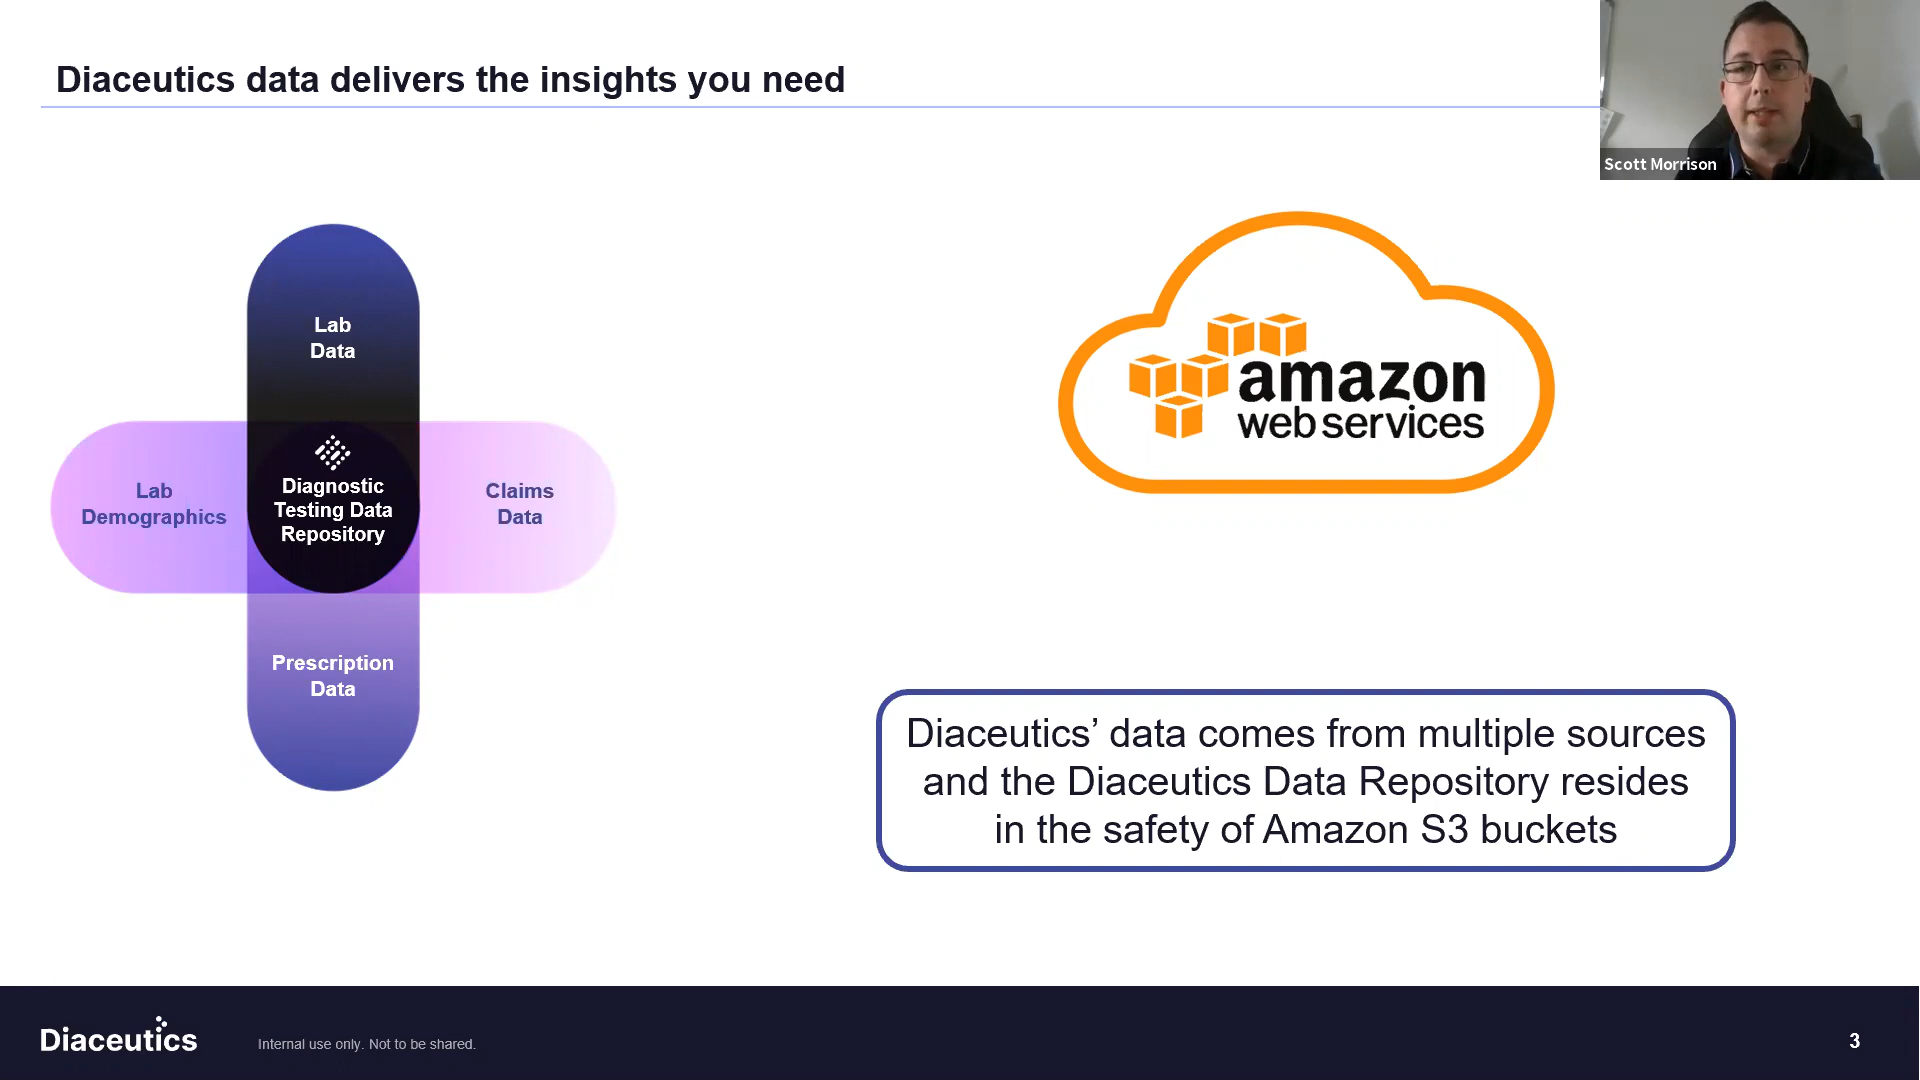 Diaceutics data delivers the insights you need
Scott Morrison
Lab
Data
Lab
Demographics
Diagnostic
Testing Data
Repository
Claims
Data
Prescription
Data
amazon
web services
Diaceutics’ data comes from multiple sources
and the Diaceutics Data Repository resides
in the safety of Amazon S3 buckets
Diaceutics
Internal use only. Not to be shared.
3